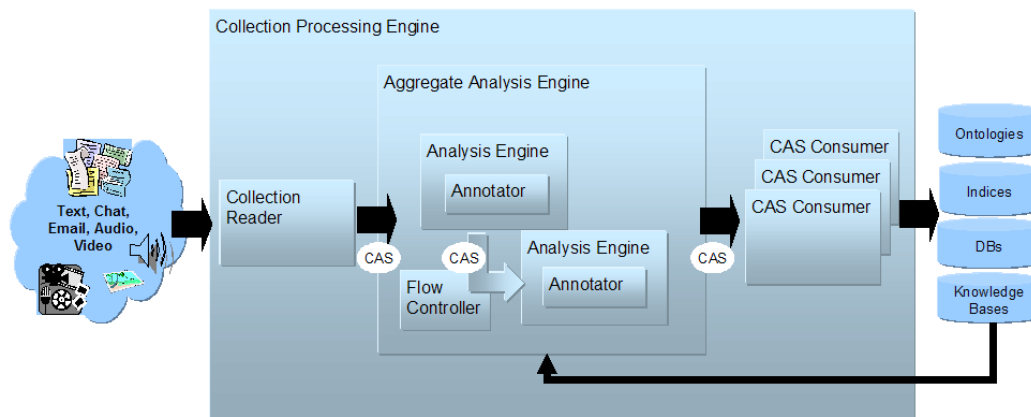 Collection Processing Engine
Aggregate Analysis Engine
Text, Chat,
Email, Audio,
Video
Collection
Reader
CAS
Analysis Engine
Annotator
CAS
Flow
Controller
Analysis Engine
Annotator
CAS
CAS Consumer
CAS Consumer
CAS Consumer
Ontologies
Indices
DBs
Knowledge
Bases